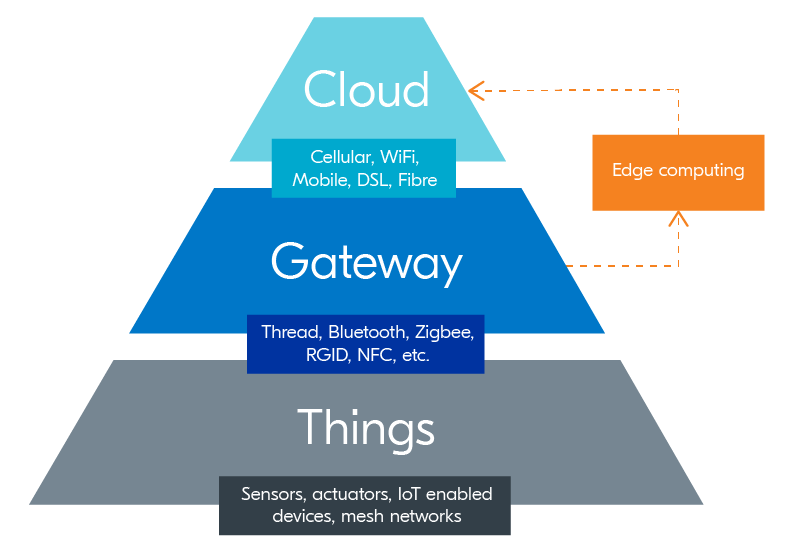 Cloud
Cellular, WiFi,
Mobile, DSL, Fibre
Edge computing
Gateway
Thread, Bluetooth, Zigbee,
RGID, NFC, etc.
Things
Sensors, actuators, IoT enabled
devices, mesh networks